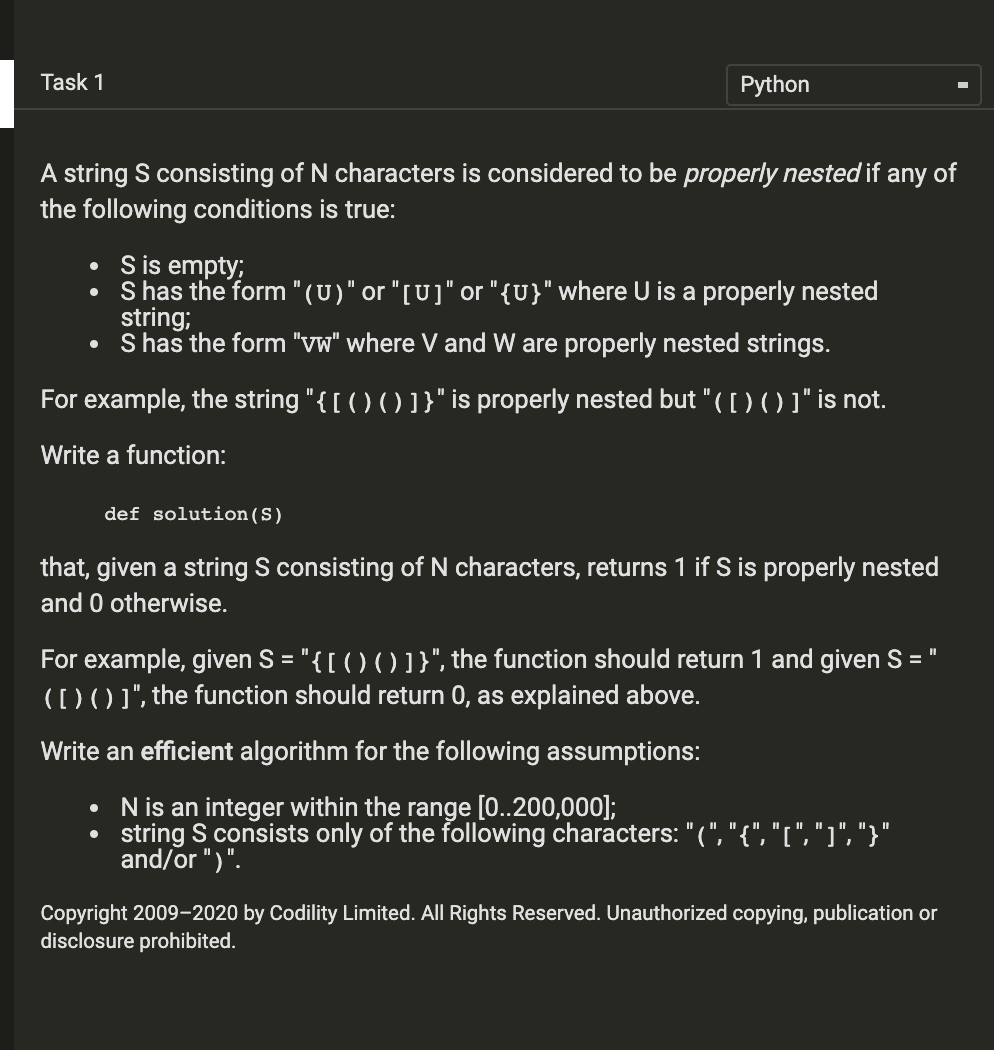 Task 1
Python
A string S consisting of N characters is considered to be properly nested if any of
the following conditions is true:
• S is empty;
• S has the form "(U)" or "[U]" or "{U}" where U is a properly nested
string;
• S has the form "VW" where V and W are properly nested strings.
For example, the string "{[()()]}" is properly nested but "([)()]" is not.
Write a function:
def solution(S)
that, given a string S consisting of N characters, returns 1 if S is properly nested
and 0 otherwise.
For example, given S = "{[()()]}", the function should return 1 and given S = "
([)()]", the function should return 0, as explained above.
Write an efficient algorithm for the following assumptions:
• N is an integer within the range [0..200,000];
• string S consists only of the following characters: "(", "{", "[", "]", "}"
and/or ")".
Copyright 2009–2020 by Codility Limited. All Rights Reserved. Unauthorized copying, publication or
disclosure prohibited.